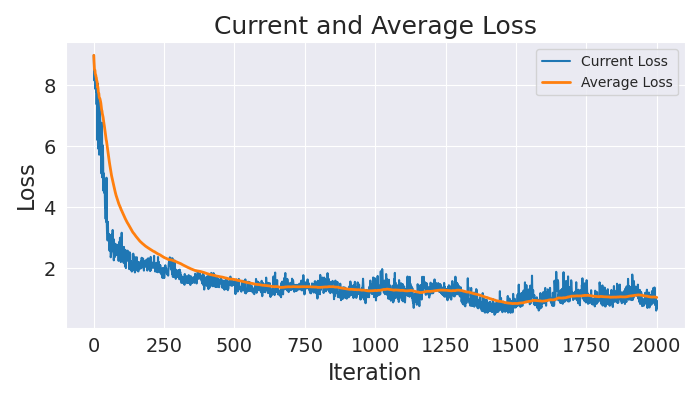 Current and Average Loss
Current Loss
Average Loss
8
6
4
2
Loss
0 250 500 750 1000 1250 1500 1750 2000
Iteration